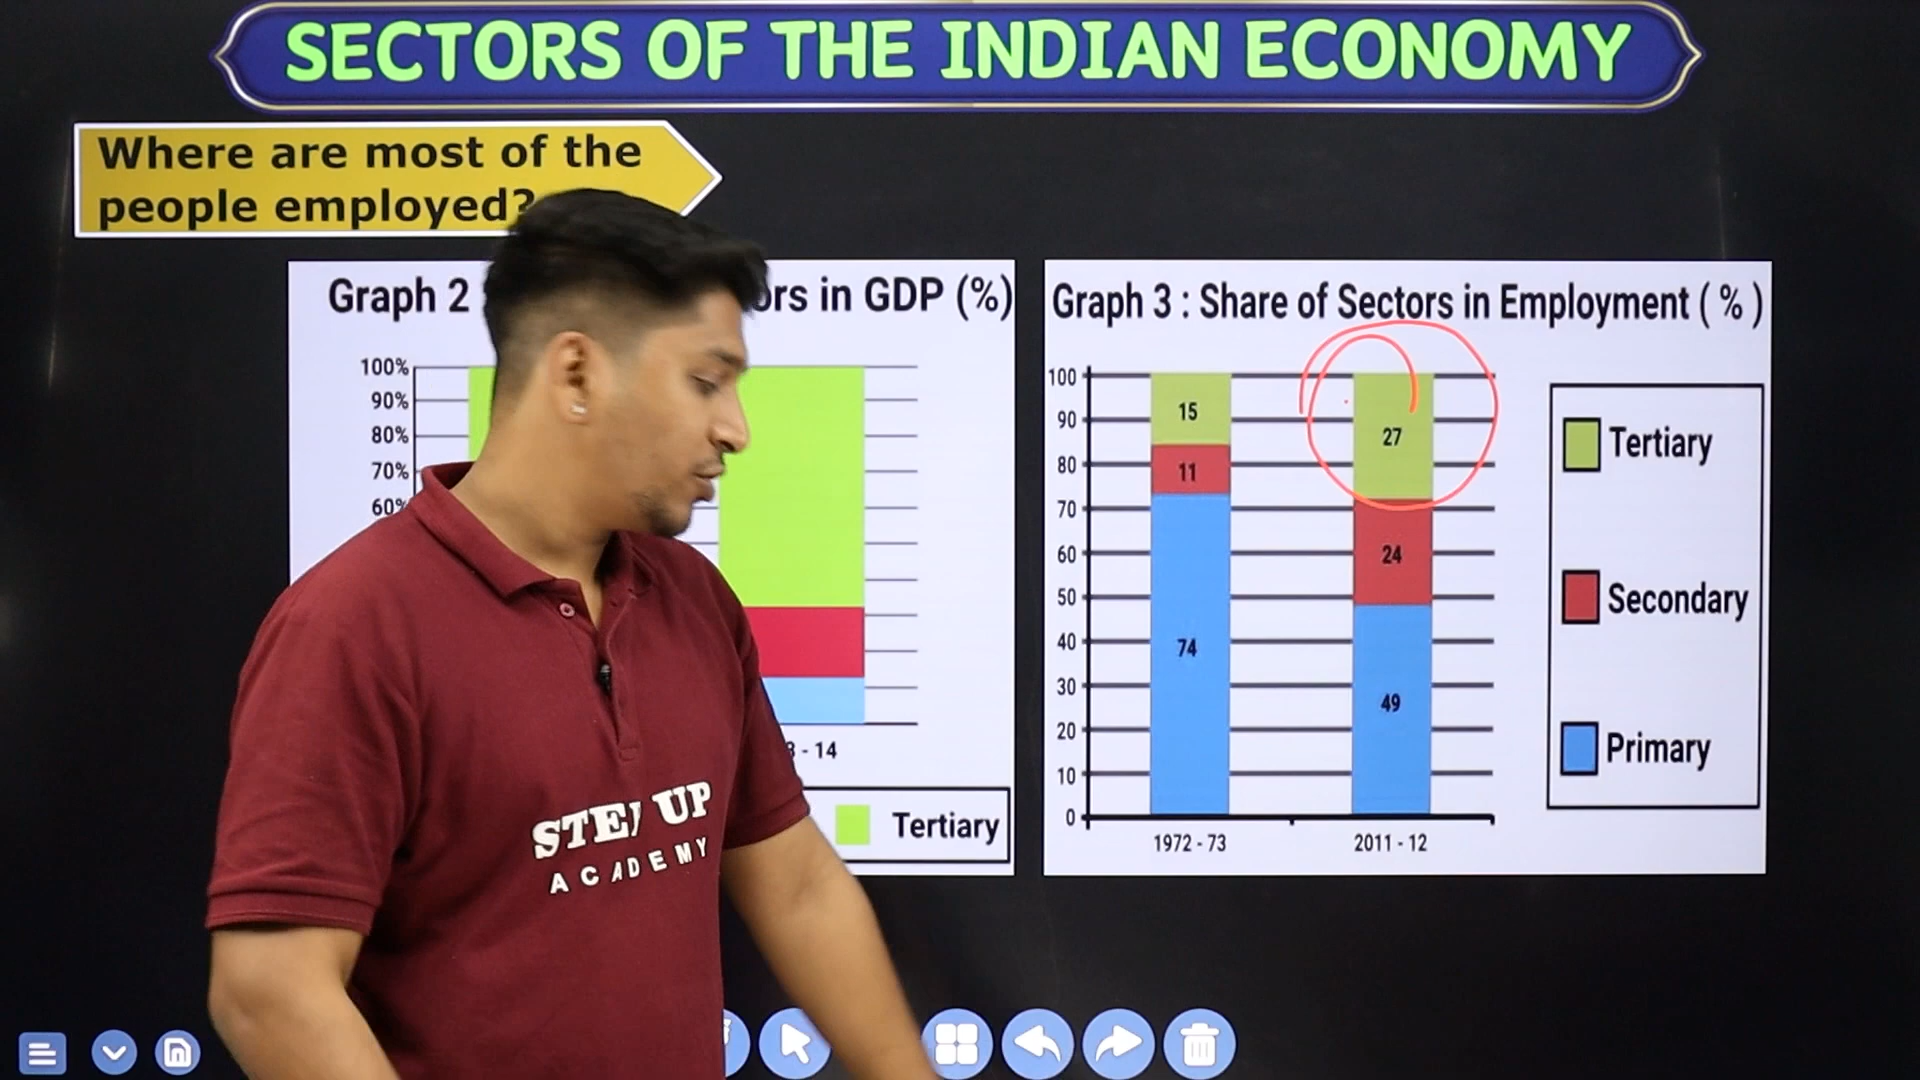 SECTORS OF THE INDIAN ECONOMY
Where are most of the
people employed?
Graph 2
ors in GDP (%)
100%
90%
80%
70%
60%
- 14
Tertiary
Graph 3 : Share of Sectors in Employment ( % )
100
90
80
70
60
50
40
30
20
10
0
15
11
74
27
24
49
1972 - 73
2011 - 12
Tertiary
Secondary
Primary
STEP UP
ACADEMY